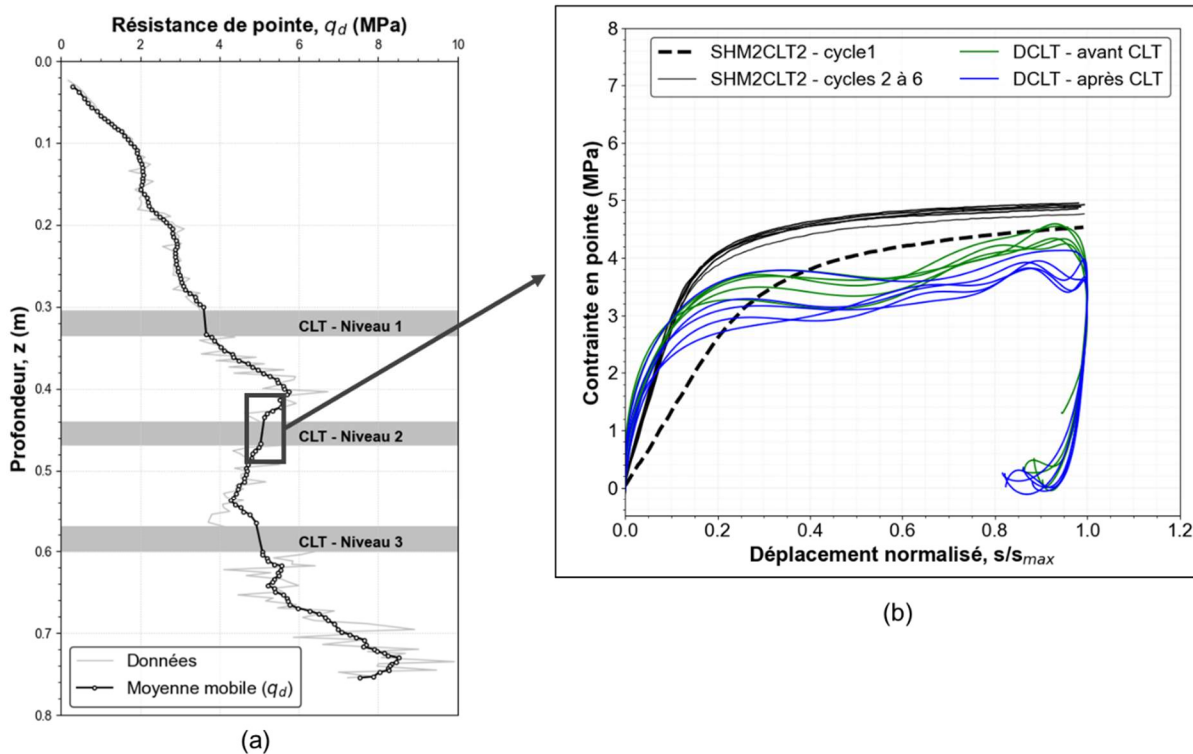 Résistance de pointe, q_d (MPa)
0 2 4 6 8 10
0.0
0.1
0.2
0.3
0.4
0.5
0.6
0.7
0.8
Profondeur, z (m)
CLT - Niveau 1
CLT - Niveau 2
CLT - Niveau 3
Données
Moyenne mobile (q_d)
(a)
SHM2CLT2 - cycle1
SHM2CLT2 - cycles 2 à 6
DCLT - avant CLT
DCLT - après CLT
8
7
6
5
4
3
2
1
0
Contrainte en pointe (MPa)
0.0 0.2 0.4 0.6 0.8 1.0 1.2
Déplacement normalisé, s/s_max
(b)